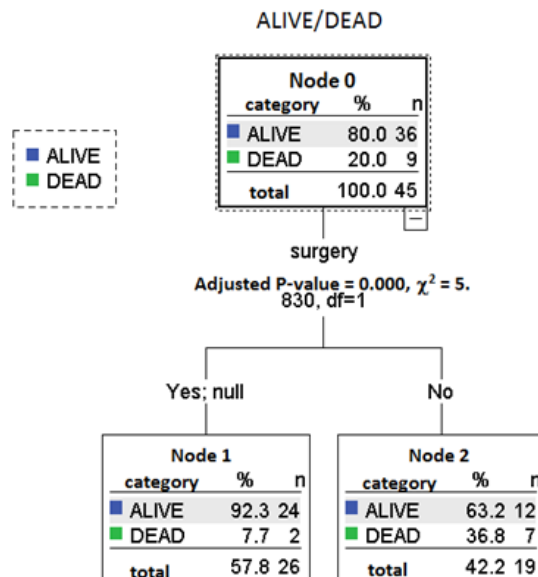 ALIVE/DEAD
ALIVE
DEAD
Node 0
category % n
ALIVE 80.0 36
DEAD 20.0 9
total 100.0 45
surgery
Adjusted P-value = 0.000, χ² = 5.
830, df=1
Yes; null
No
Node 1
category % n
ALIVE 92.3 24
DEAD 7.7 2
total 57.8 26
Node 2
category % n
ALIVE 63.2 12
DEAD 36.8 7
total 42.2 19